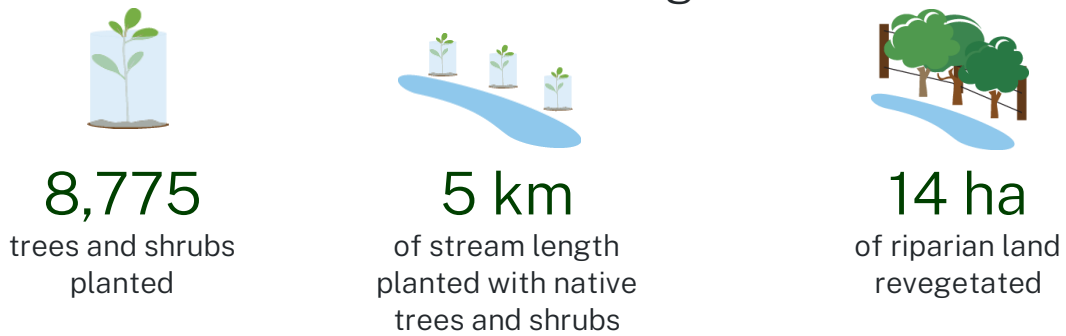 8,775
trees and shrubs
planted
5 km
of stream length
planted with native
trees and shrubs
14 ha
of riparian land
revegetated